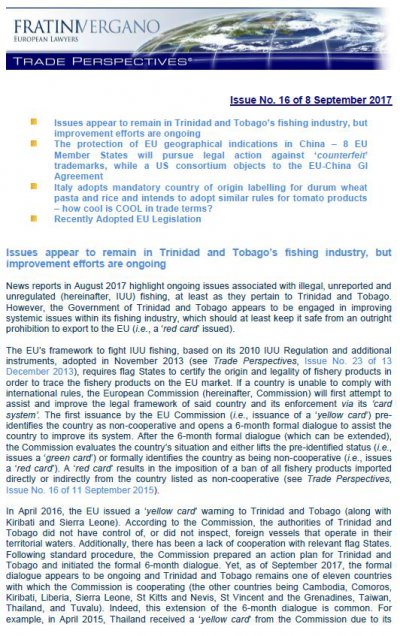 FRATINIVERGANO
EUROPEAN LAWYERS
TRADE PERSPECTIVES®
Issue No. 16 of 8 September 2017
Issues appear to remain in Trinidad and Tobago's fishing industry, but
improvement efforts are ongoing
The protection of EU geographical indications in China – 8 EU
Member States will pursue legal action against 'counterfeit'
trademarks, while a US consortium objects to the EU-China GI
Agreement
Italy adopts mandatory country of origin labelling for durum wheat
pasta and rice and intends to adopt similar rules for tomato products
– how cool is COOL in trade terms?
Recently Adopted EU Legislation
Issues appear to remain in Trinidad and Tobago's fishing industry, but
improvement efforts are ongoing
News reports in August 2017 highlight ongoing issues associated with illegal, unreported and
unregulated (hereinafter, IUU) fishing, at least as they pertain to Trinidad and Tobago.
However, the Government of Trinidad and Tobago appears to be engaged in improving
systemic issues within its fishing industry, which should at least keep it safe from an outright
prohibition to export to the EU (i.e., a 'red card' issued).
The EU's framework to fight IUU fishing, based on its 2010 IUU Regulation and additional
instruments, adopted in November 2013 (see Trade Perspectives, Issue No. 23 of 13
December 2013), requires flag States to certify the origin and legality of fishery products in
order to trace the fishery products on the EU market. If a country is unable to comply with
international rules, the European Commission (hereinafter, Commission) will first attempt to
assist and improve the legal framework of said country and its enforcement via its 'card
system'. The first issuance by the EU Commission (i.e., issuance of a 'yellow card') pre-
identifies the country as non-cooperative and opens a 6-month formal dialogue to assist the
country to improve its system. After the 6-month formal dialogue (which can be extended),
the Commission evaluates the country's situation and either lifts the pre-identified status (i.e.,
issues a 'green card') or formally identifies the country as being non-cooperative (i.e., issues
a 'red card'). A 'red card' results in the imposition of a ban of all fishery products imported
directly or indirectly from the country listed as non-cooperative (see Trade Perspectives,
Issue No. 16 of 11 September 2015).
In April 2016, the EU issued a 'yellow card' warning to Trinidad and Tobago (along with
Kiribati and Sierra Leone). According to the Commission, the authorities of Trinidad and
Tobago did not have control of, or did not inspect, foreign vessels that operate in their
territorial waters. Additionally, there has been a lack of cooperation with relevant flag States.
Following standard procedure, the Commission prepared an action plan for Trinidad and
Tobago and initiated the formal 6-month dialogue. Yet, as of September 2017, the formal
dialogue appears to be ongoing and Trinidad and Tobago remains one of eleven countries
with which the Commission is cooperating (the other countries being Cambodia, Comoros,
Kiribati, Liberia, Sierra Leone, St Kitts and Nevis, St Vincent and the Grenadines, Taiwan,
Thailand, and Tuvalu). Indeed, this extension of the 6-month dialogue is common. For
example, in April 2015, Thailand received a 'yellow card' from the Commission due to its